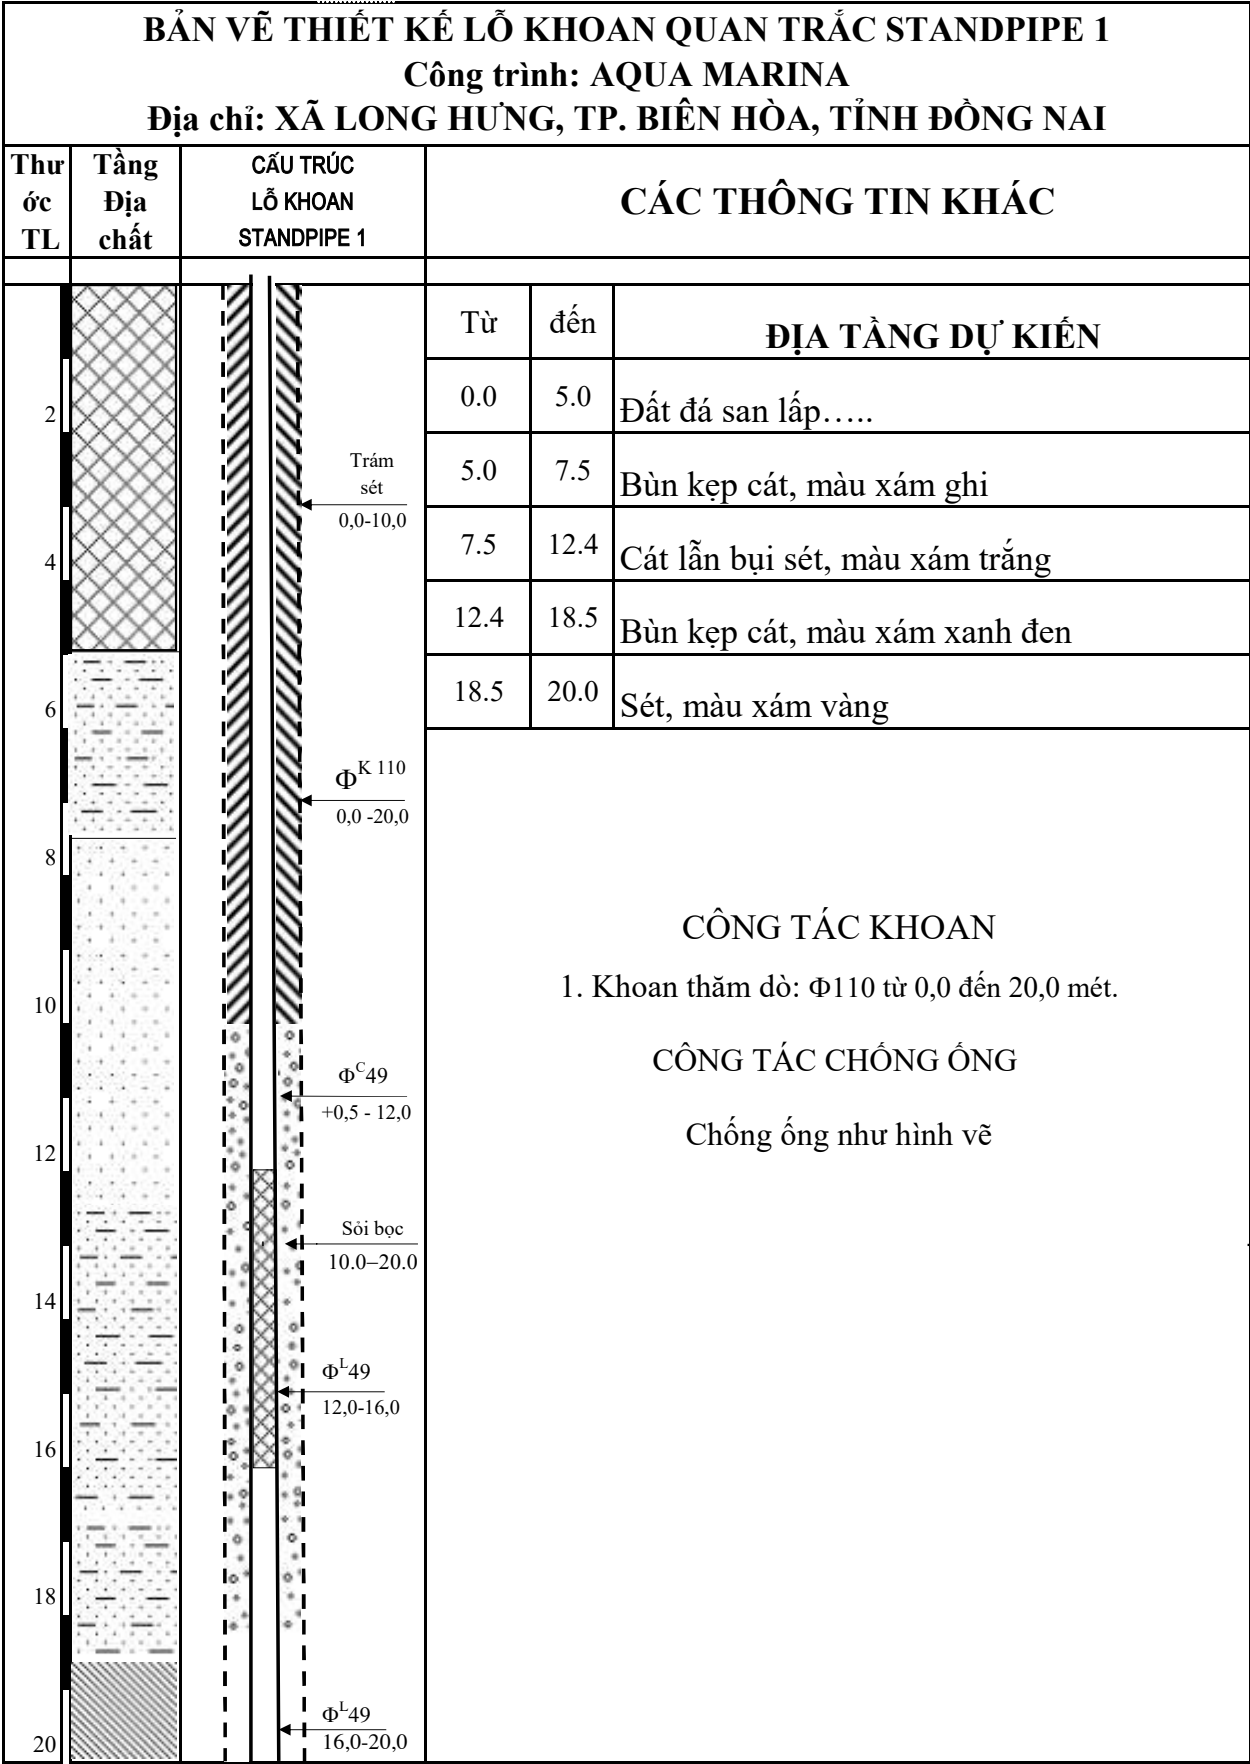 BẢN VẼ THIẾT KẾ LỖ KHOAN QUAN TRẮC STANDPIPE 1
Công trình: AQUA MARINA
Địa chỉ: XÃ LONG HƯNG, TP. BIÊN HÒA, TỈNH ĐỒNG NAI
Thư
ớc
TL
Tầng
Địa
chất
CẤU TRÚC
LỖ KHOAN
STANDPIPE 1
CÁC THÔNG TIN KHÁC
Từ đến ĐỊA TẦNG DỰ KIẾN
0.0 5.0 Đất đá san lấp…..
5.0 7.5 Bùn kẹp cát, màu xám ghi
7.5 12.4 Cát lẫn bụi sét, màu xám trắng
12.4 18.5 Bùn kẹp cát, màu xám xanh đen
18.5 20.0 Sét, màu xám vàng
2
4
6
8
10
12
14
16
18
20
Trám
sét
0,0-10,0
Φᴷ ¹¹⁰
0,0 -20,0
Φᶜ49
+0,5 - 12,0
Sỏi bọc
10.0–20.0
Φᴸ49
12,0-16,0
Φᴸ49
16,0-20,0
CÔNG TÁC KHOAN
1. Khoan thăm dò: Φ110 từ 0,0 đến 20,0 mét.
CÔNG TÁC CHỐNG ỐNG
Chống ống như hình vẽ